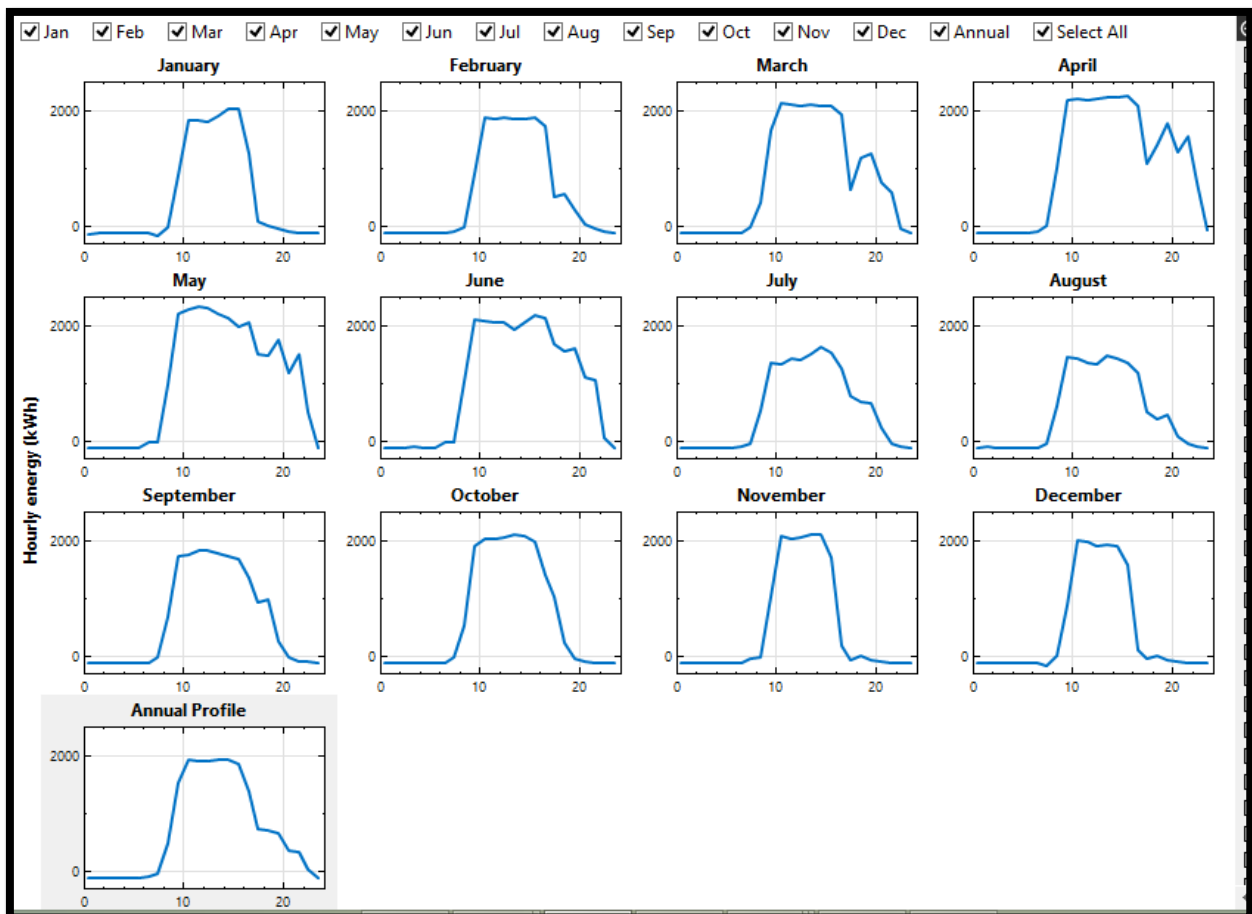 Jan Feb Mar Apr May Jun Jul Aug Sep Oct Nov Dec Annual Select All
January February March April
2000 2000 2000 2000
0 0 0 0
0 10 20 0 10 20 0 10 20 0 10 20
May June July August
2000 2000 2000 2000
0 0 0 0
0 10 20 0 10 20 0 10 20 0 10 20
Hourly energy (kWh)
September October November December
2000 2000 2000 2000
0 0 0 0
0 10 20 0 10 20 0 10 20 0 10 20
Annual Profile
2000
0
0 10 20